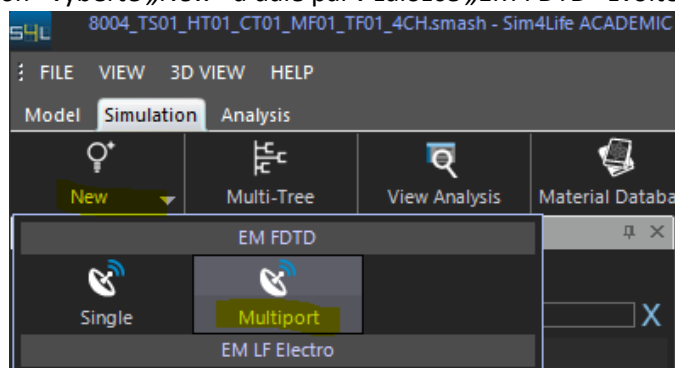 8004_TS01_HT01_CT01_MF01_TF01_4CH.smash - Sim4Life ACADEMIC
S4L
FILE VIEW 3D VIEW HELP
Model Simulation Analysis
New Multi-Tree View Analysis Material Databa
EM FDTD
Single Multiport
EM LF Electro